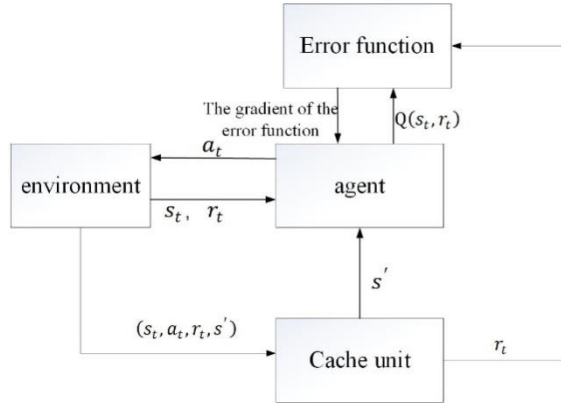 Error function
The gradient of the
error function
Q(s_t, r_t)
a_t
environment
agent
s_t, r_t
s'
(s_t, a_t, r_t, s')
Cache unit
r_t